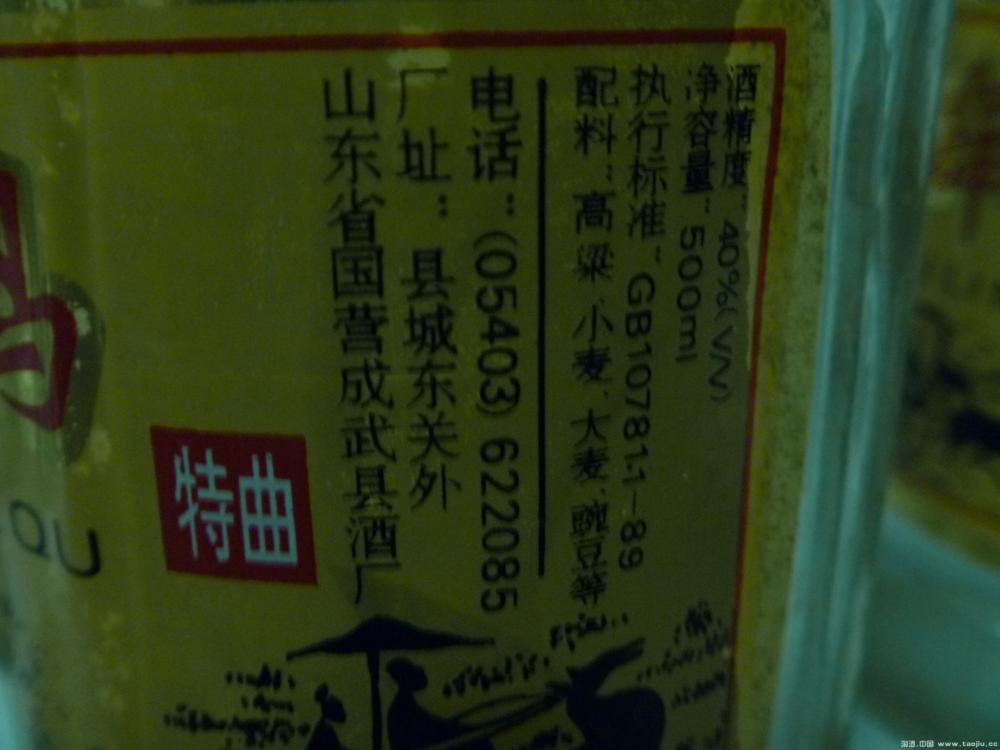 酒精度：40%(V/V)
净容量：500ml
执行标准：GB10781.1－89
配料：高粱、小麦、大麦、豌豆等
电话：(05403) 622085
厂址：县城东关外
山东省国营成武县酒厂
特曲
QU
淘酒.中国 www.taojiu.cc